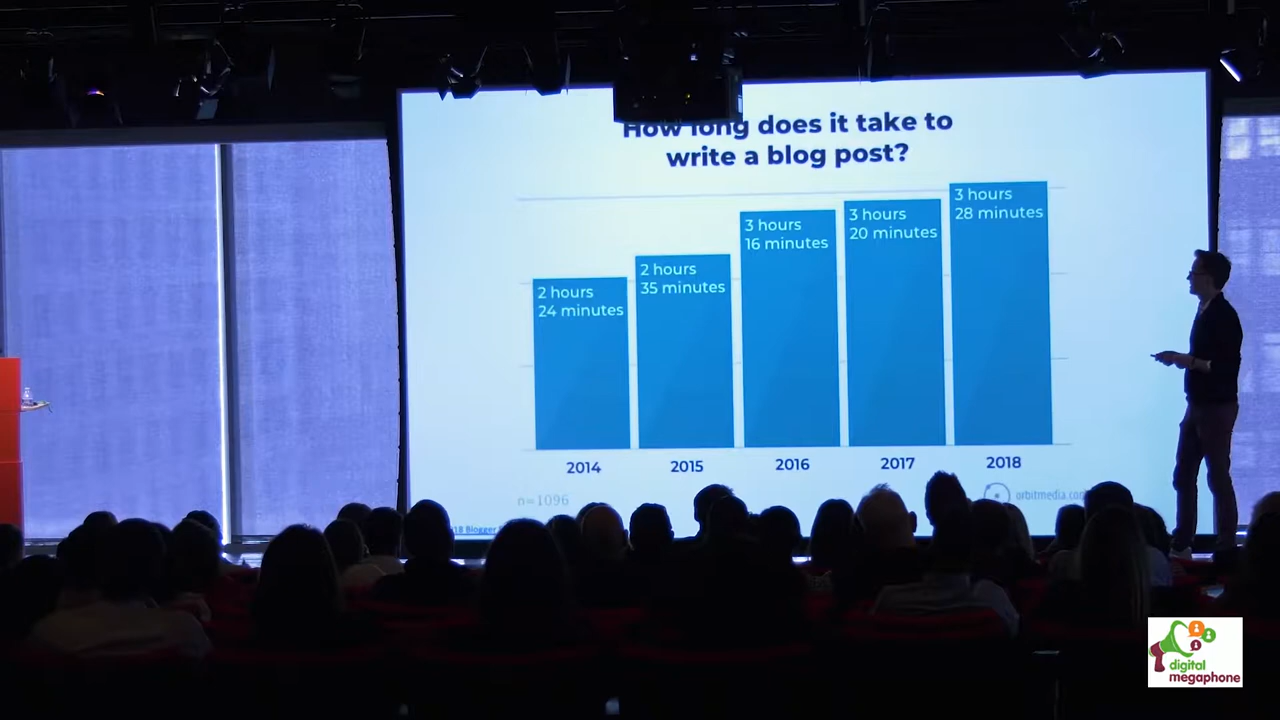 How long does it take to
write a blog post?
2 hours
24 minutes
2 hours
35 minutes
3 hours
16 minutes
3 hours
20 minutes
3 hours
28 minutes
2014
2015
2016
2017
2018
n=1096
orbitmedia.com
18 Blogger
digital
megaphone